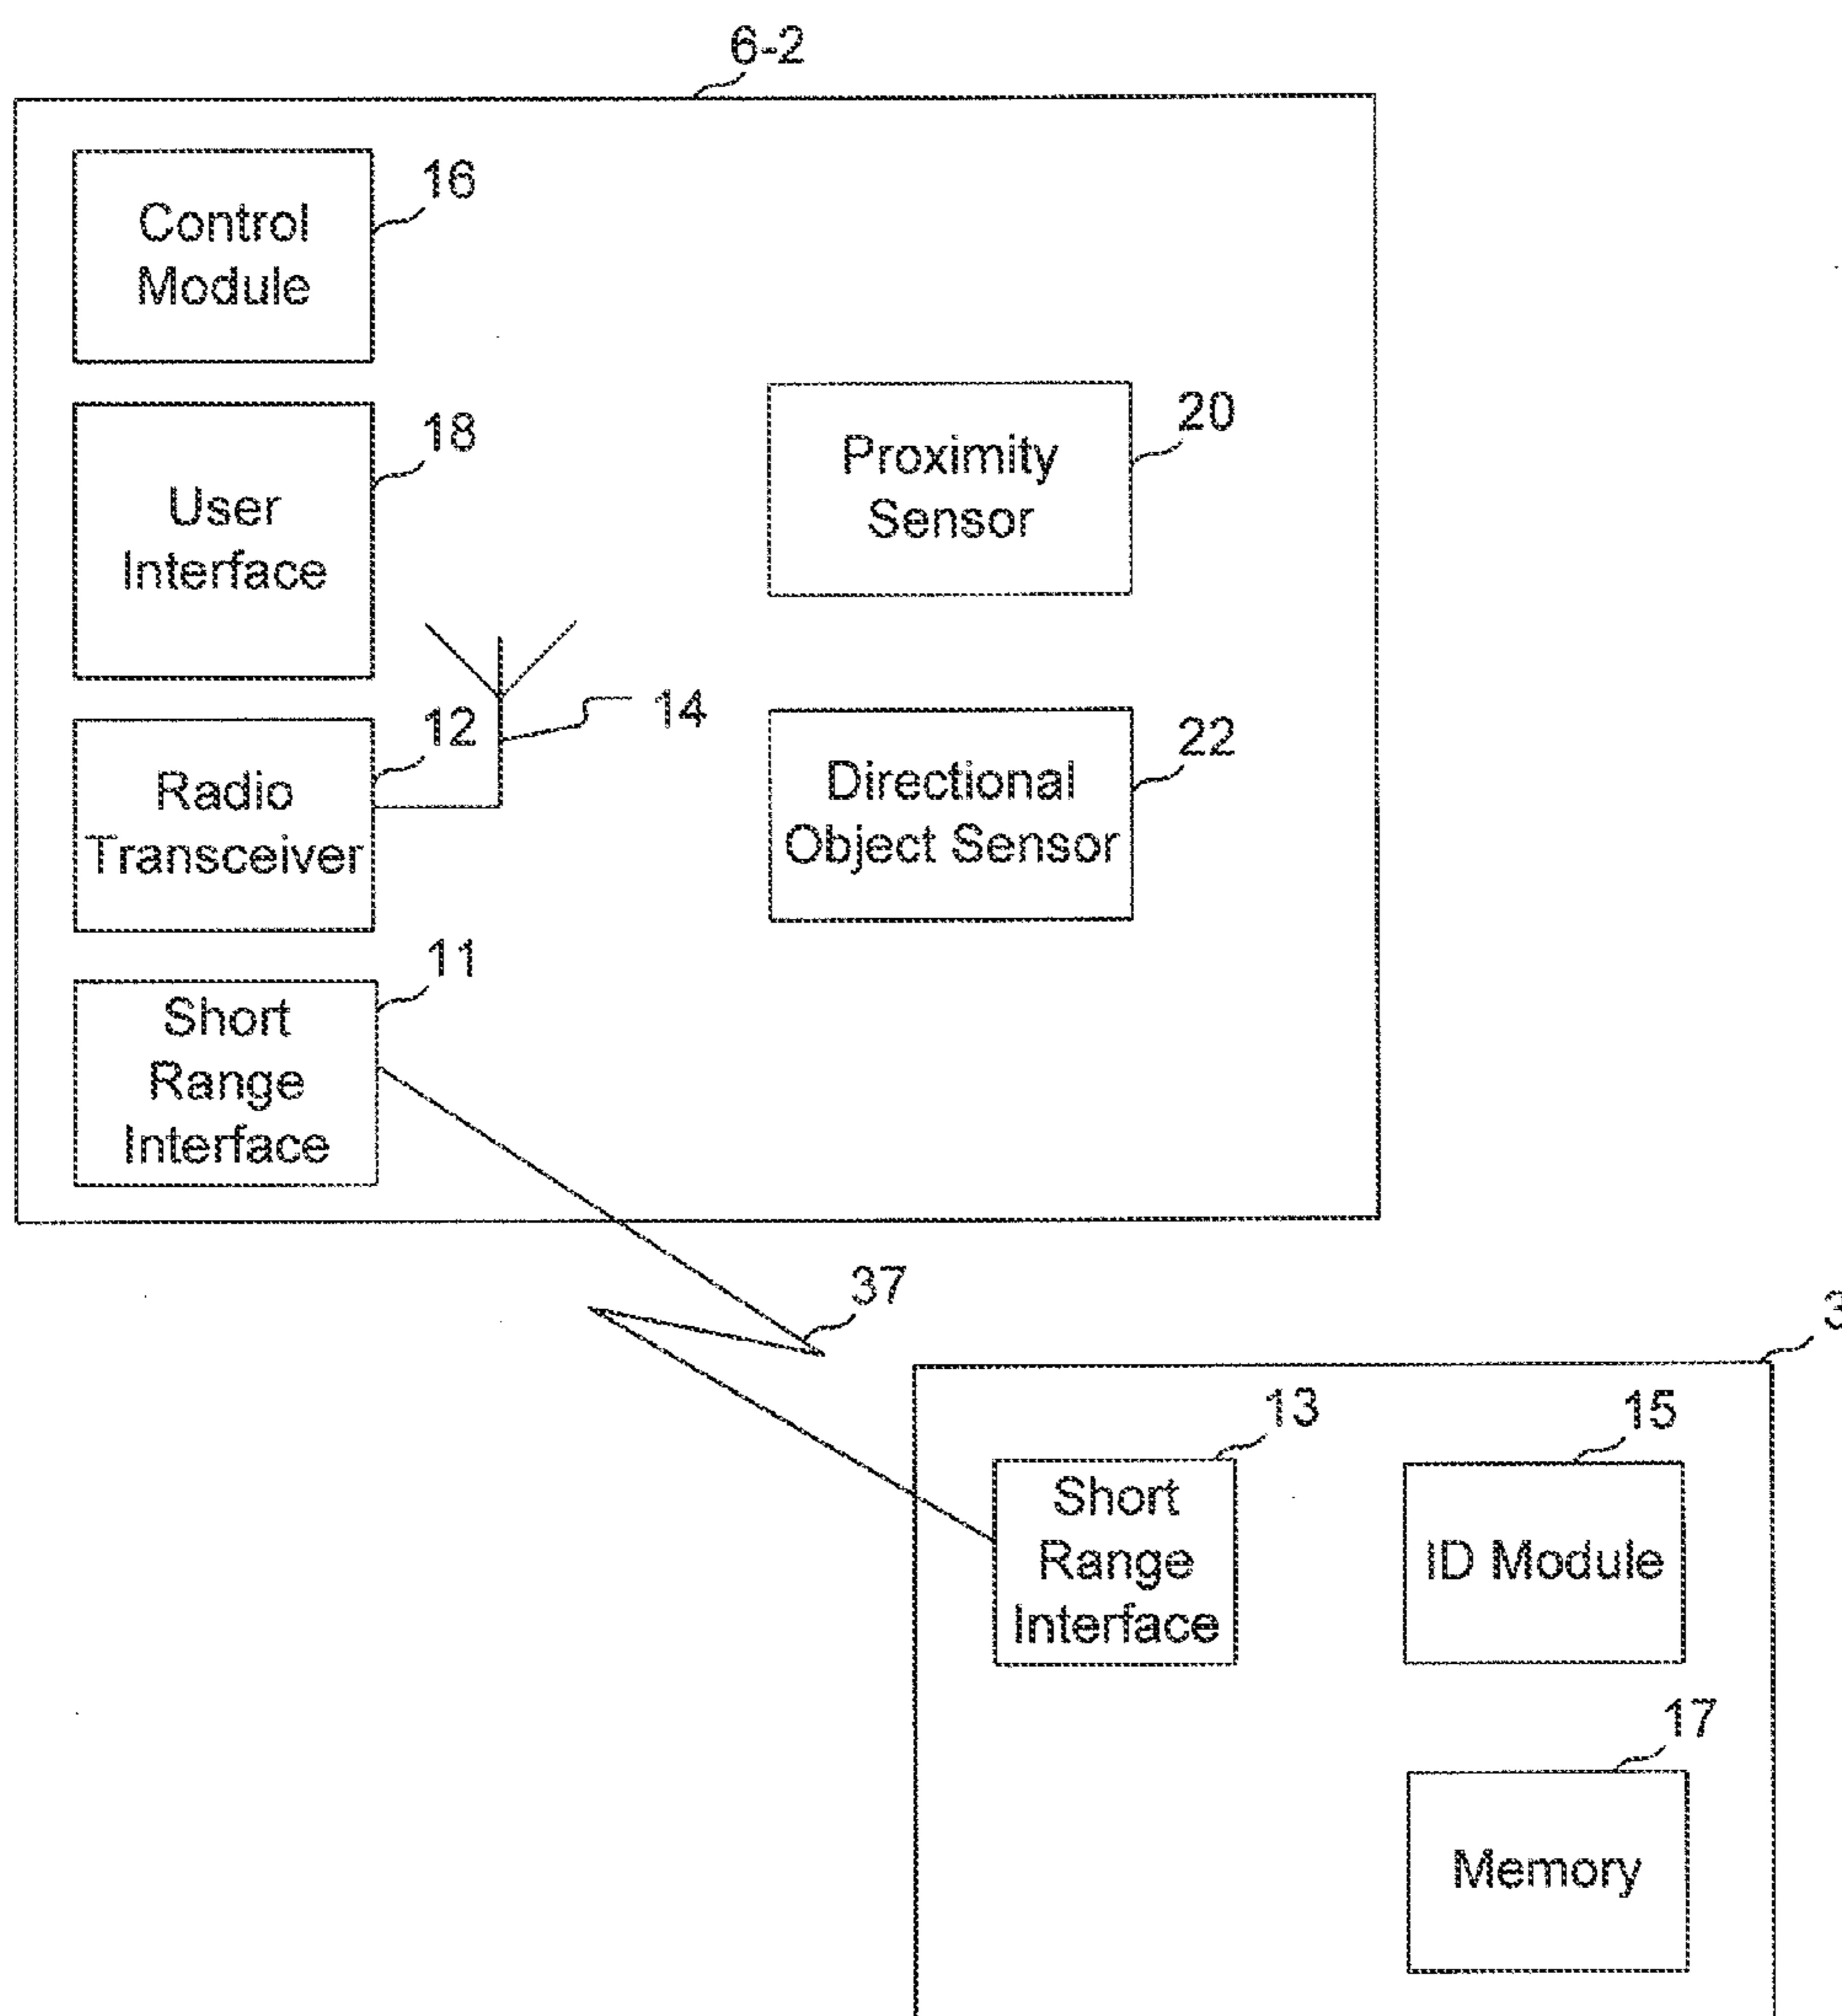 6-2
16
Control
Module
18
User
Interface
20
Proximity
Sensor
12
14
Radio
Transceiver
22
Directional
Object Sensor
11
Short
Range
Interface
37
3
13
Short
Range
Interface
15
ID Module
17
Memory